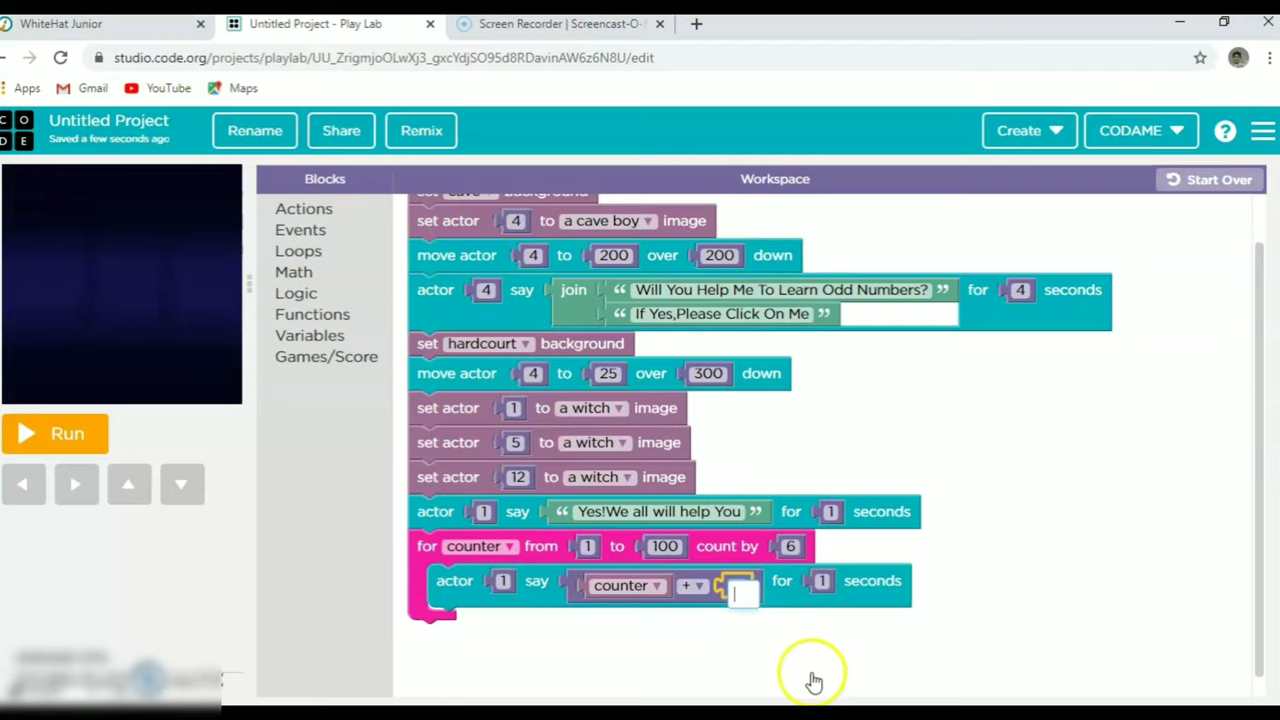 WhiteHat Junior
Untitled Project - Play Lab
Screen Recorder | Screencast-O-
studio.code.org/projects/playlab/UU_ZrigmjoOLwXj3_gxcYdjSO95d8RDavinAW6z6N8U/edit
Apps Gmail YouTube Maps
C O D E
Untitled Project
Saved a few seconds ago
Rename Share Remix Create CODAME ?
Blocks Workspace Start Over
Actions
Events
Loops
Math
Logic
Functions
Variables
Games/Score
Run
set cave background
set actor 4 to a cave boy image
move actor 4 to 200 over 200 down
actor 4 say join “ Will You Help Me To Learn Odd Numbers? ” for 4 seconds
“ If Yes,Please Click On Me ”
set hardcourt background
move actor 4 to 25 over 300 down
set actor 1 to a witch image
set actor 5 to a witch image
set actor 12 to a witch image
actor 1 say “ Yes!We all will help You ” for 1 seconds
for counter from 1 to 100 count by 6
actor 1 say counter + for 1 seconds